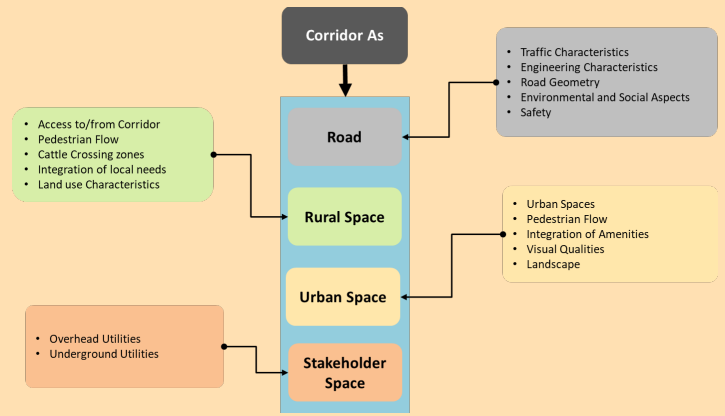 Corridor As
• Traffic Characteristics
• Engineering Characteristics
• Road Geometry
• Environmental and Social Aspects
• Safety
Road
• Access to/from Corridor
• Pedestrian Flow
• Cattle Crossing zones
• Integration of local needs
• Land use Characteristics
Rural Space
• Urban Spaces
• Pedestrian Flow
• Integration of Amenities
• Visual Qualities
• Landscape
Urban Space
• Overhead Utilities
• Underground Utilities
Stakeholder
Space